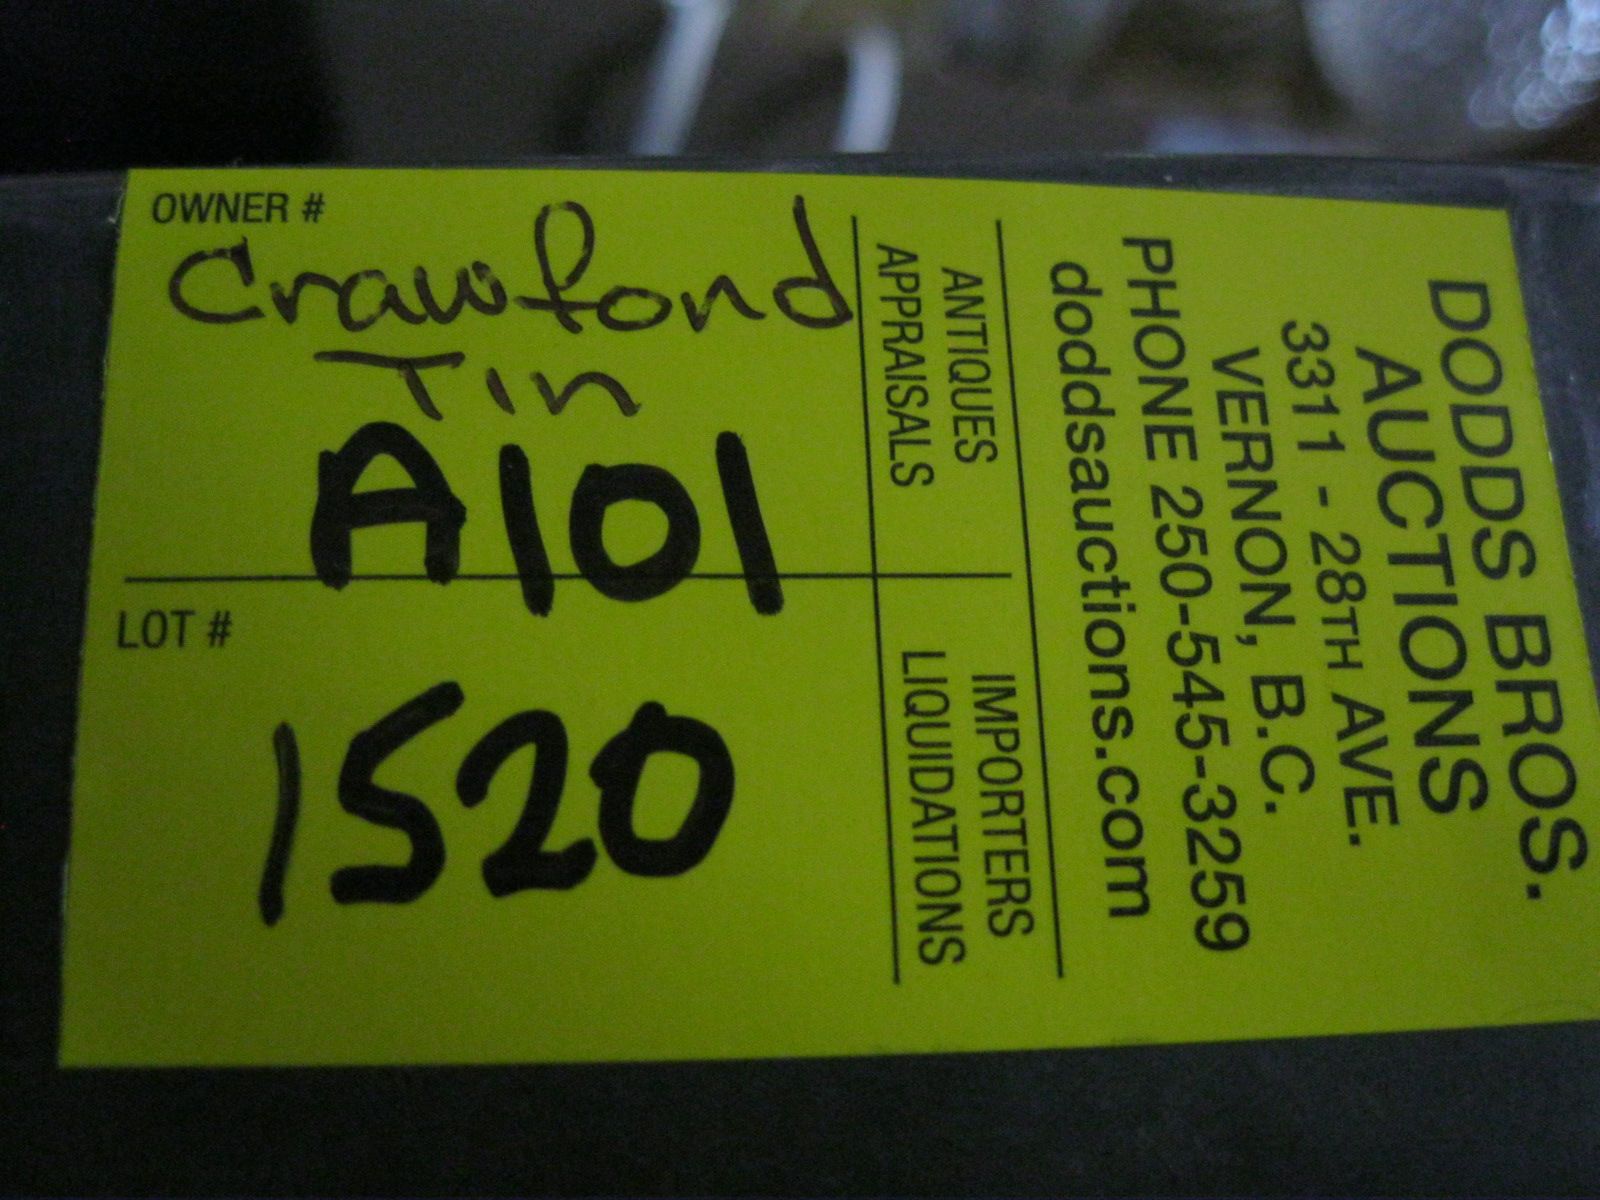 OWNER #
Crawford
Tin
A101
LOT #
1520
ANTIQUES
APPRAISALS
IMPORTERS
LIQUIDATIONS
DODDS BROS.
AUCTIONS
3311 - 28TH AVE.
VERNON, B.C.
PHONE 250-545-3259
doddsauctions.com